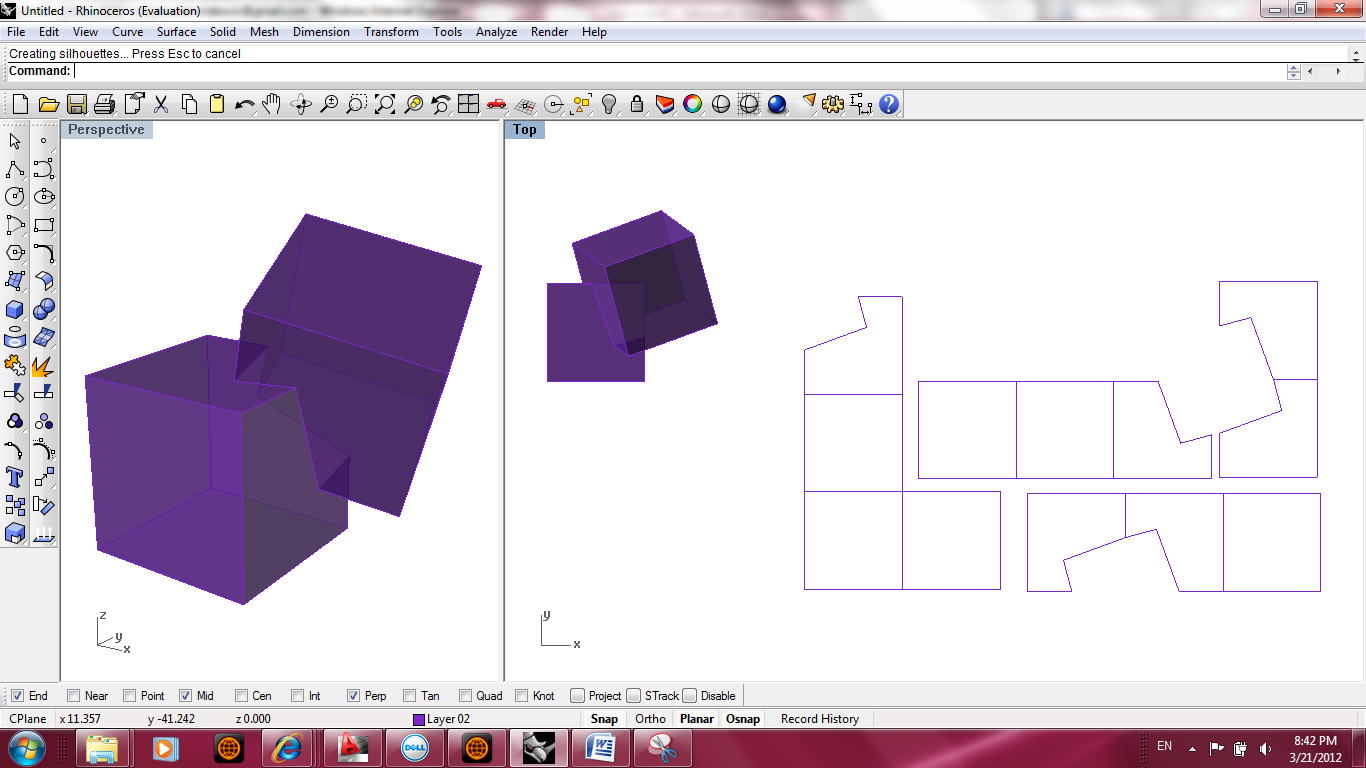 Untitled - Rhinoceros (Evaluation)
File Edit View Curve Surface Solid Mesh Dimension Transform Tools Analyze Render Help
Creating silhouettes... Press Esc to cancel
Command:
Perspective
Top
z
y
x
y
x
End Near Point Mid Cen Int Perp Tan Quad Knot Project STrack Disable
CPlane x 11.357 y -41.242 z 0.000 Layer 02 Snap Ortho Planar Osnap Record History
DELL
EN
8:42 PM
3/21/2012